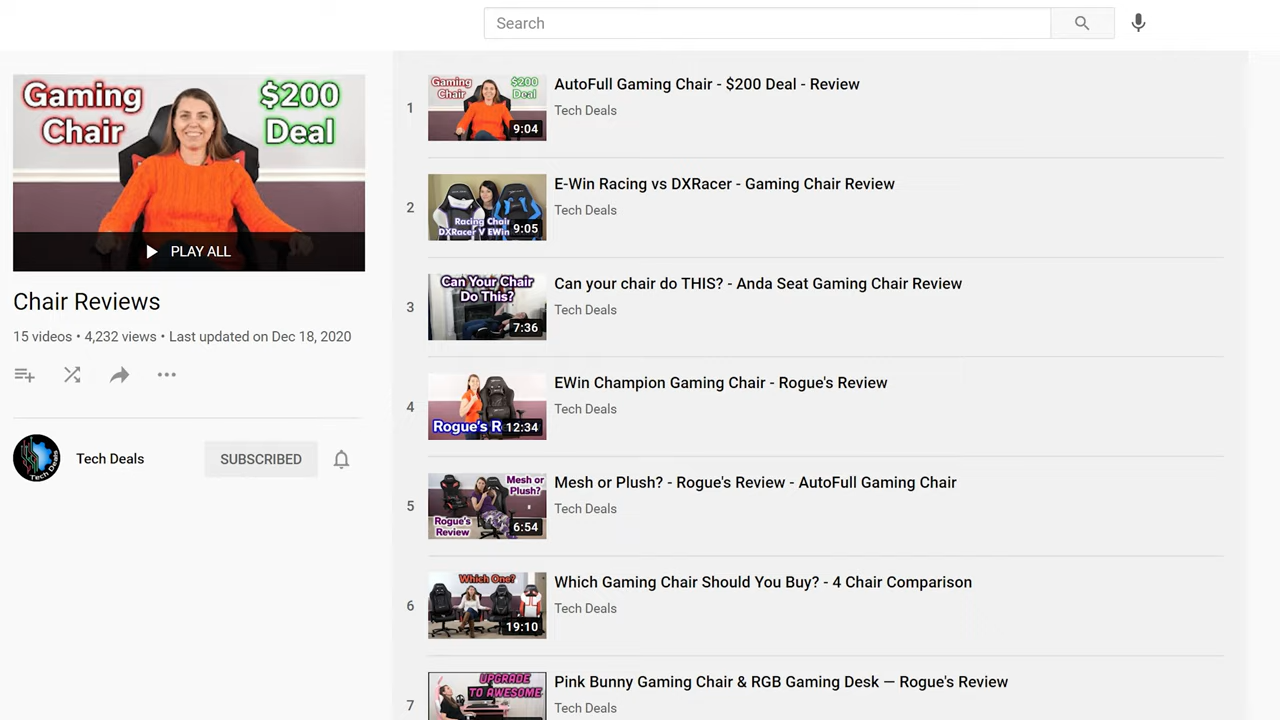 Search
Gaming Chair
$200 Deal
PLAY ALL
Chair Reviews
15 videos • 4,232 views • Last updated on Dec 18, 2020
Tech Deals
SUBSCRIBED
Tech Deals
1
Gaming Chair
$200 Deal
9:04
AutoFull Gaming Chair - $200 Deal - Review
Tech Deals
2
Racing Chair
DXRacer V EWin
9:05
E-Win Racing vs DXRacer - Gaming Chair Review
Tech Deals
3
Can Your Chair
Do This?
7:36
Can your chair do THIS? - Anda Seat Gaming Chair Review
Tech Deals
4
Rogue's R
12:34
EWin Champion Gaming Chair - Rogue's Review
Tech Deals
5
Mesh or
Plush?
Rogue's
Review
6:54
Mesh or Plush? - Rogue's Review - AutoFull Gaming Chair
Tech Deals
6
Which One?
19:10
Which Gaming Chair Should You Buy? - 4 Chair Comparison
Tech Deals
7
UPGRADE
TO AWESOME
Pink Bunny Gaming Chair & RGB Gaming Desk — Rogue's Review
Tech Deals